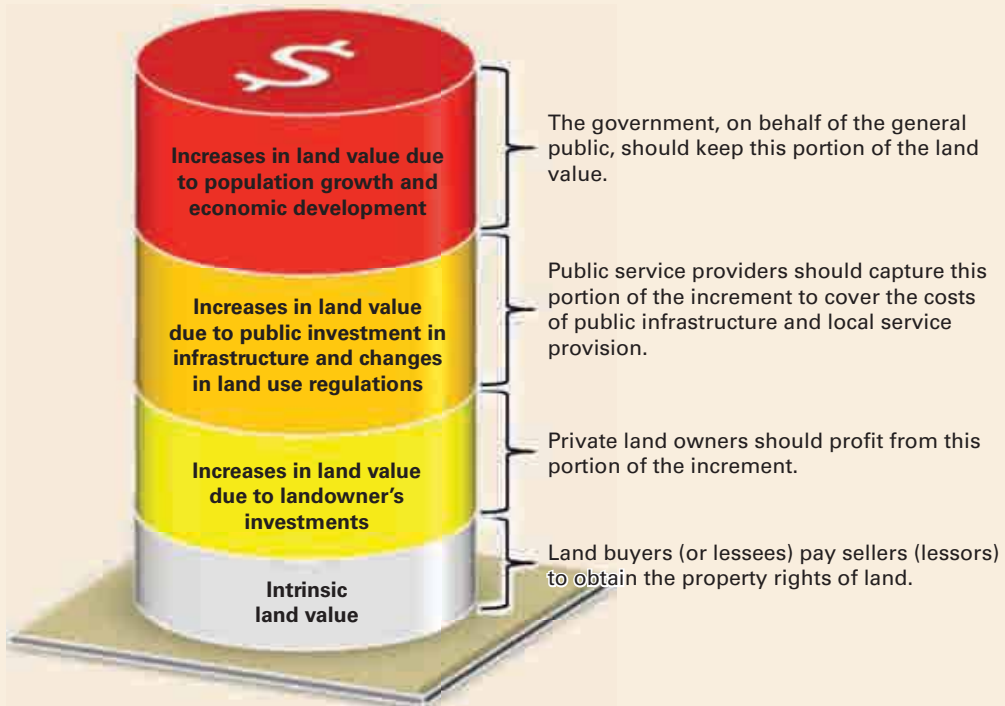 $
Increases in land value due
to population growth and
economic development
The government, on behalf of the general
public, should keep this portion of the land
value.
Increases in land value
due to public investment in
infrastructure and changes
in land use regulations
Public service providers should capture this
portion of the increment to cover the costs
of public infrastructure and local service
provision.
Increases in land value
due to landowner’s
investments
Private land owners should profit from this
portion of the increment.
Intrinsic
land value
Land buyers (or lessees) pay sellers (lessors)
to obtain the property rights of land.